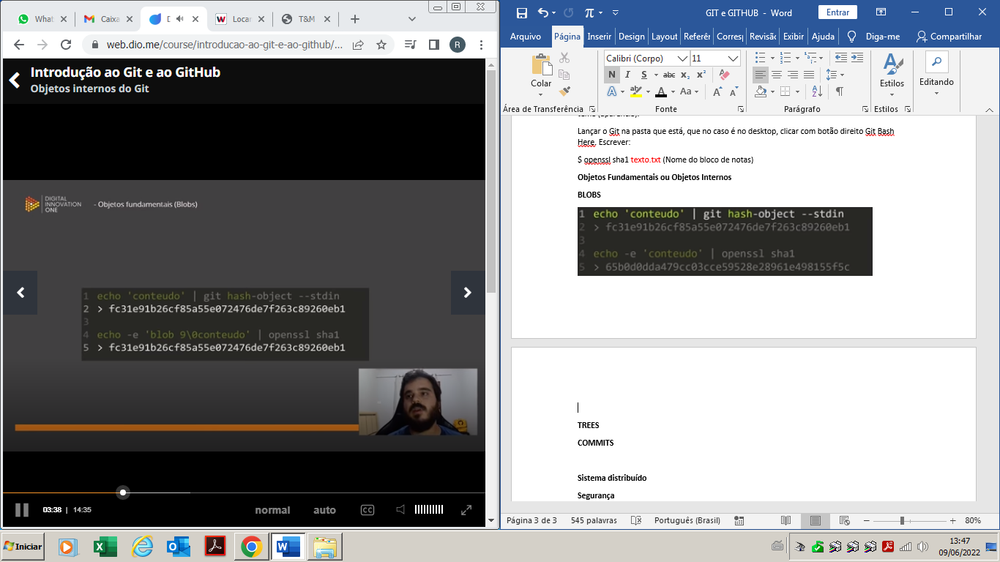 What
Caixa
D
Loca
T&M
web.dio.me/course/introducao-ao-git-e-ao-github/...
R
Introdução ao Git e ao GitHub
Objetos internos do Git
DIGITAL
INNOVATION
ONE
- Objetos fundamentais (Blobs)
1 echo 'conteudo' | git hash-object --stdin
2 > fc31e91b26cf85a55e072476de7f263c89260eb1
3
4 echo -e 'blob 9\0conteudo' | openssl sha1
5 > fc31e91b26cf85a55e072476de7f263c89260eb1
03:38 | 14:35
normal
auto
CC
GIT e GITHUB - Word
Entrar
Arquivo
Página
Inserir
Design
Layout
Referên
Corresp
Revisão
Exibir
Ajuda
Diga-me
Compartilhar
Colar
Calibri (Corpo)
11
N I S abc x₂ x²
A A Aa A A
Estilos
Editando
Área de Transferência
Fonte
Parágrafo
Estilos
Lançar o Git na pasta que está, que no caso é no desktop, clicar com botão direito Git Bash
Here. Escrever:
$ openssl sha1 texto.txt (Nome do bloco de notas)
Objetos Fundamentais ou Objetos Internos
BLOBS
1 echo 'conteudo' | git hash-object --stdin
2 > fc31e91b26cf85a55e072476de7f263c89260eb1
3
4 echo -e 'conteudo' | openssl sha1
5 > 65b0d0dda479cc03cce59528e28961e498155f5c
TREES
COMMITS
Sistema distribuído
Segurança
Página 3 de 3
545 palavras
Português (Brasil)
80%
Iniciar
13:47
09/06/2022